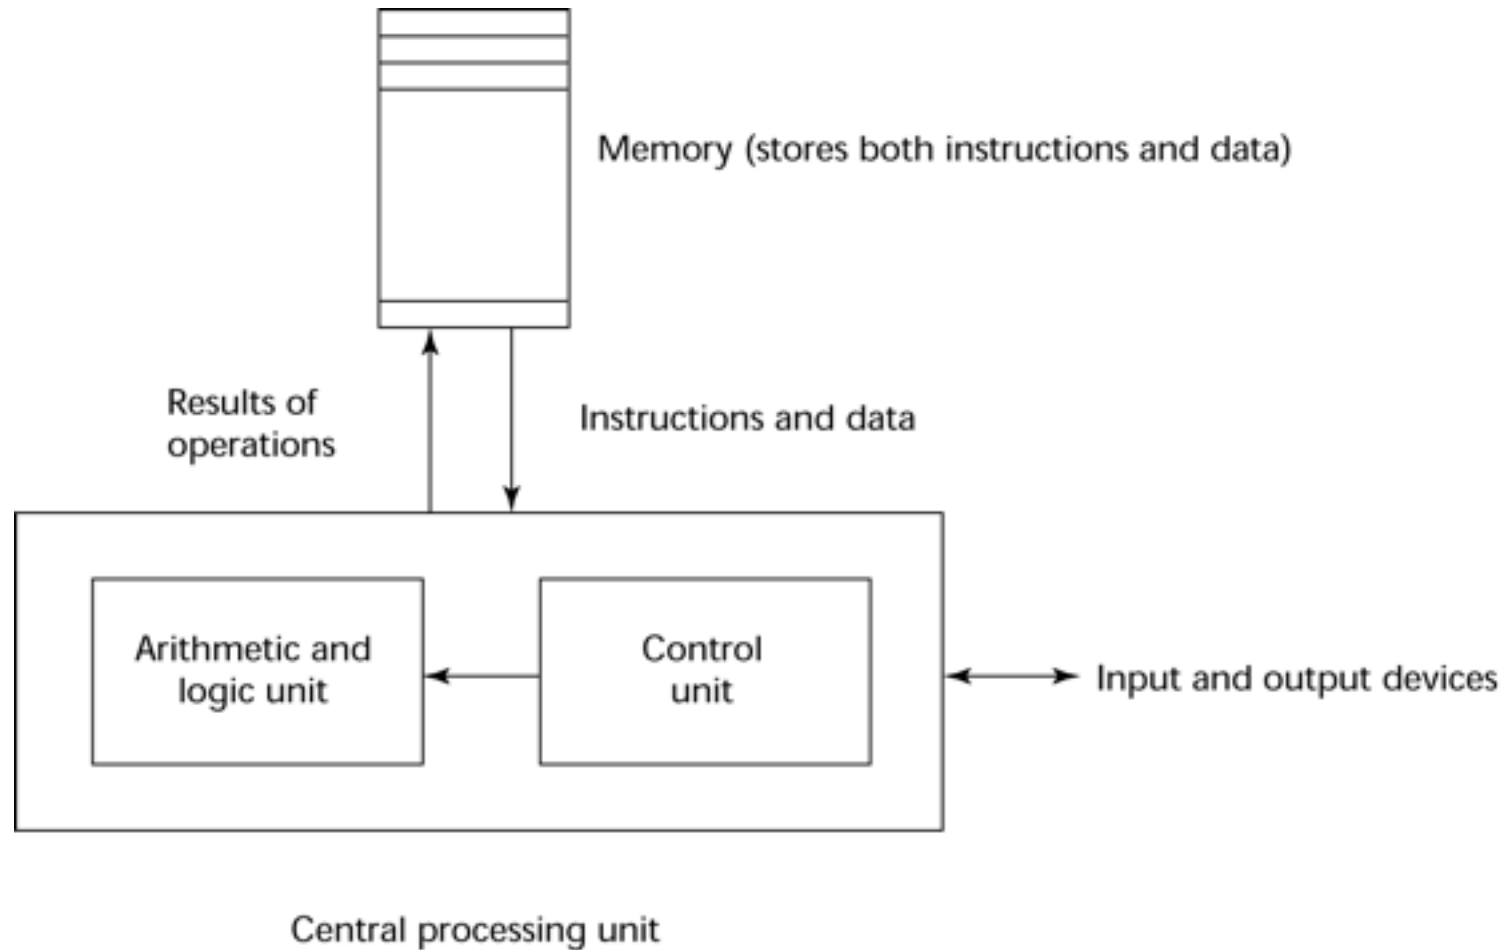 Memory (stores both instructions and data)
Results of
operations
Instructions and data
Arithmetic and
logic unit
Control
unit
Input and output devices
Central processing unit